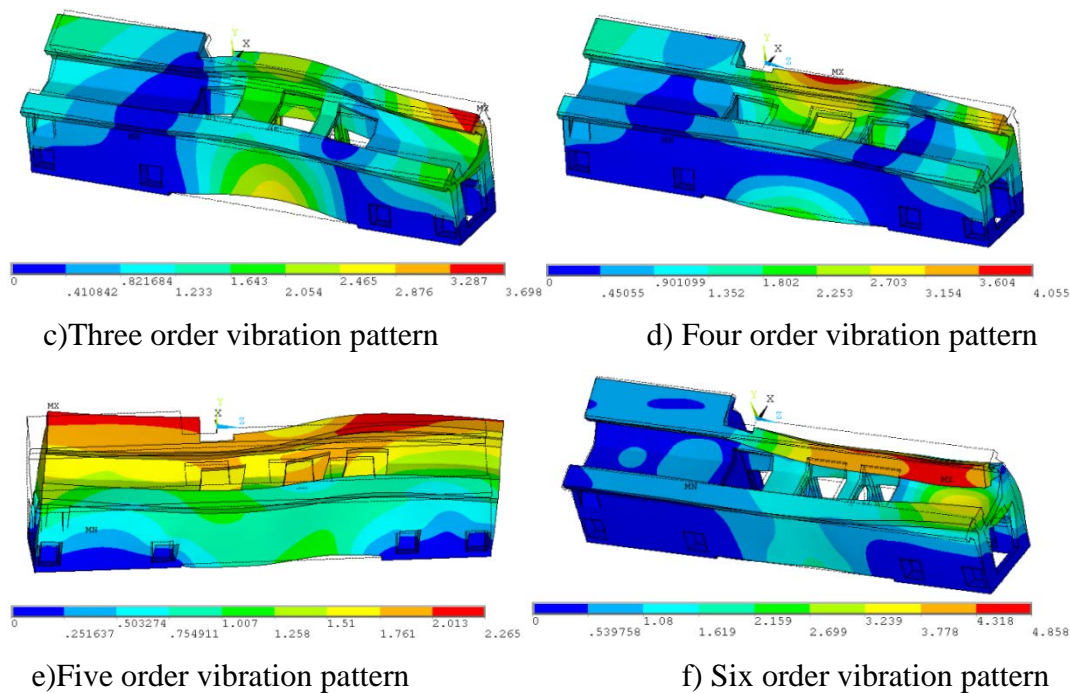 Y
X
Z
MX
MN
0 .821684 1.643 2.465 3.287
.410842 1.233 2.054 2.876 3.698
c)Three order vibration pattern
Y
X
Z
MX
0 .901099 1.802 2.703 3.604
.45055 1.352 2.253 3.154 4.055
d) Four order vibration pattern
MX
Y
X
Z
MN
0 .503274 1.007 1.51 2.013
.251637 .754911 1.258 1.761 2.265
e)Five order vibration pattern
Y
X
Z
MX
MN
0 1.08 2.159 3.239 4.318
.539758 1.619 2.699 3.778 4.858
f) Six order vibration pattern